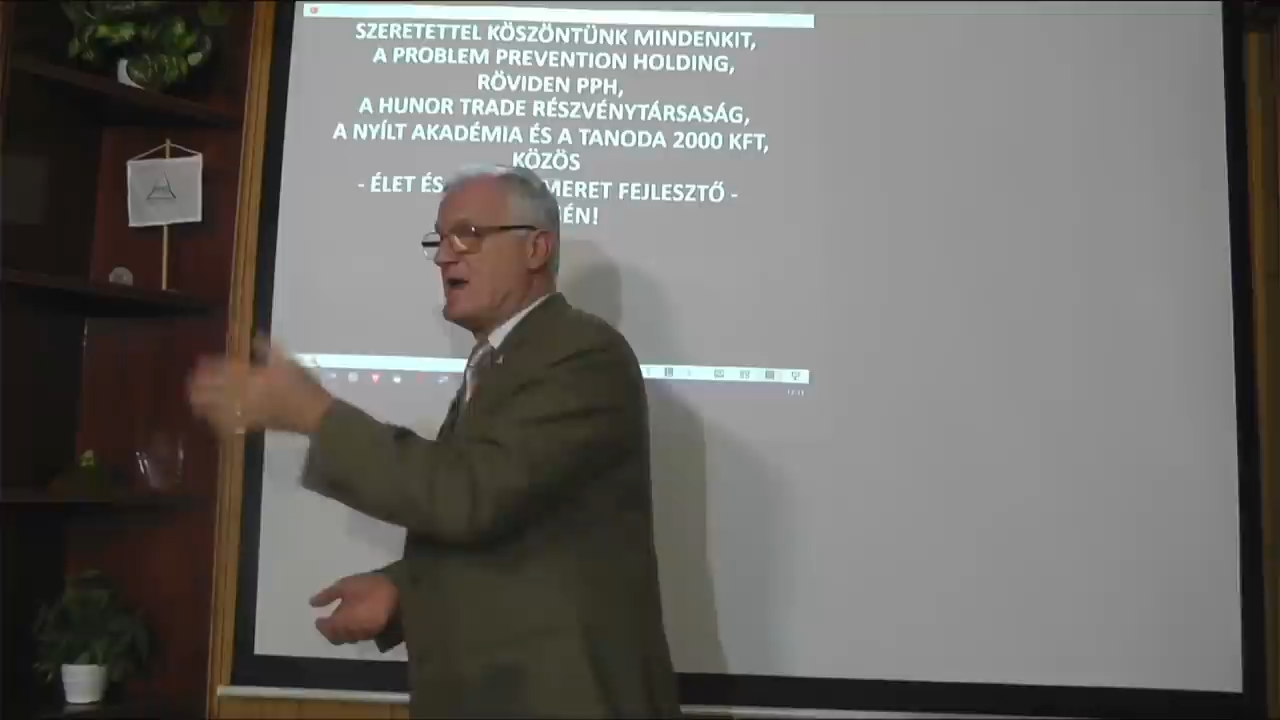 SZERETETTEL KÖSZÖNTÜNK MINDENKIT,
A PROBLEM PREVENTION HOLDING,
RÖVIDEN PPH,
A HUNOR TRADE RÉSZVÉNYTÁRSASÁG,
A NYÍLT AKADÉMIA ÉS A TANODA 2000 KFT,
KÖZÖS
- ÉLET ÉS MERET FEJLESZTŐ -
ÉN!